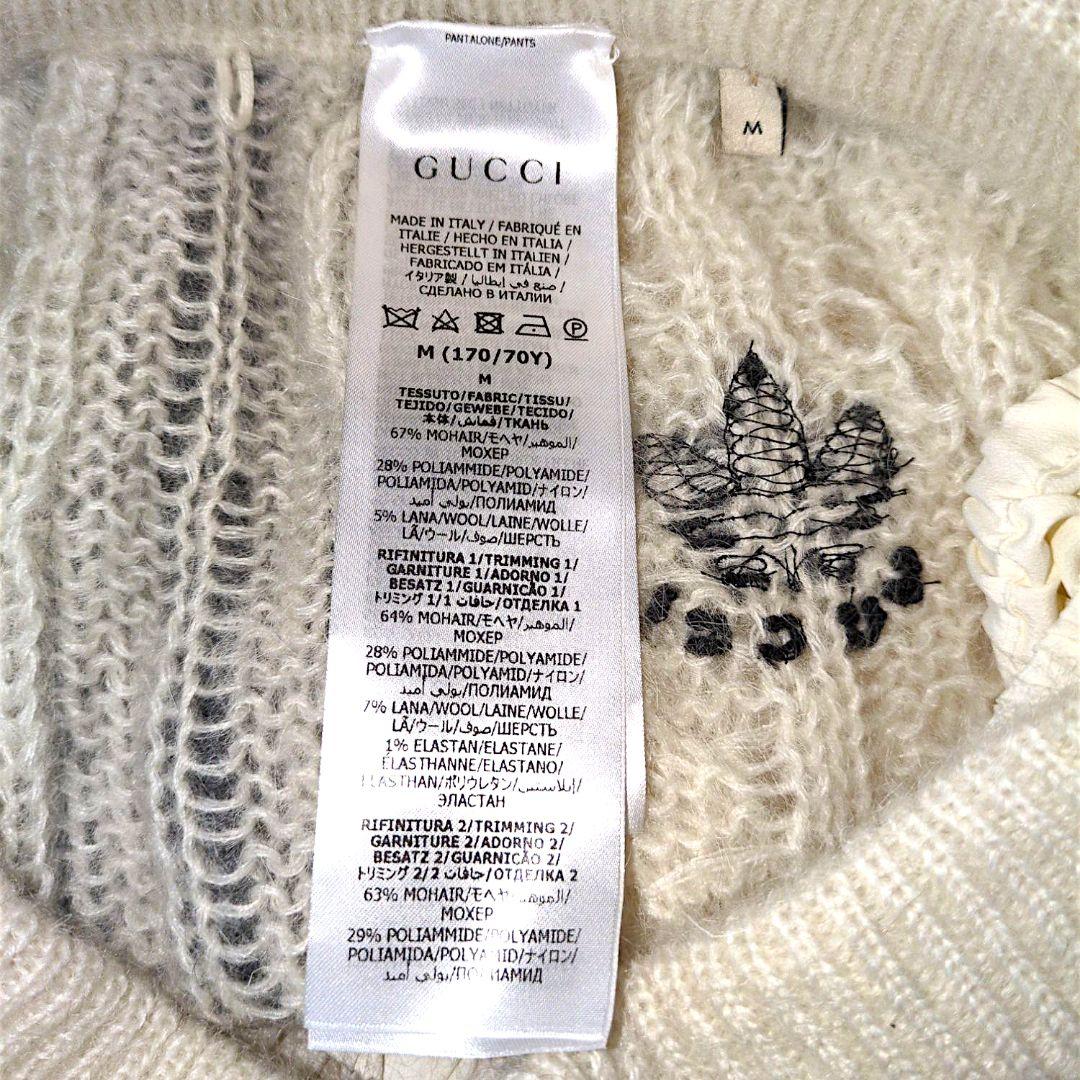 PANTALONE/PANTS
GUCCI
MADE IN ITALY / FABRIQUÉ EN
ITALIE / HECHO EN ITALIA /
HERGESTELLT IN ITALIEN /
FABRICADO EM ITÁLIA /
イタリア製 / صنع في إيطاليا /
СДЕЛАНО В ИТАЛИИ
P
M (170/70Y)
M
TESSUTO/FABRIC/TISSU/
TEJIDO/GEWEBE/TECIDO/
本体/قماش/ТКАНЬ
67% MOHAIR/モヘヤ/الموهير/
МОХЕР
28% POLIAMMIDE/POLYAMIDE/
POLIAMIDA/POLYAMID/ナイロン/
بولي أميد/ПОЛИАМИД
5% LANA/WOOL/LAINE/WOLLE/
LÃ/ウール/صوف/ШЕРСТЬ
RIFINITURA 1/TRIMMING 1/
GARNITURE 1/ADORNO 1/
BESATZ 1/GUARNIÇÃO 1/
トリミング 1/حافات 1/ОТДЕЛКА 1
64% MOHAIR/モヘヤ/الموهير/
МОХЕР
28% POLIAMMIDE/POLYAMIDE/
POLIAMIDA/POLYAMID/ナイロン/
بولي أميد/ПОЛИАМИД
7% LANA/WOOL/LAINE/WOLLE/
LÃ/ウール/صوف/ШЕРСТЬ
1% ELASTAN/ELASTANE/
ÉLASTHANNE/ELASTANO/
ELASTHAN/ポリウレタン/إيلاستين/
ЭЛАСТАН
RIFINITURA 2/TRIMMING 2/
GARNITURE 2/ADORNO 2/
BESATZ 2/GUARNIÇÃO 2/
トリミング 2/حافات 2/ОТДЕЛКА 2
63% MOHAIR/モヘヤ/الموهير/
МОХЕР
29% POLIAMMIDE/POLYAMIDE/
POLIAMIDA/POLYAMID/ナイロン/
بولي أميد/ПОЛИАМИД
M